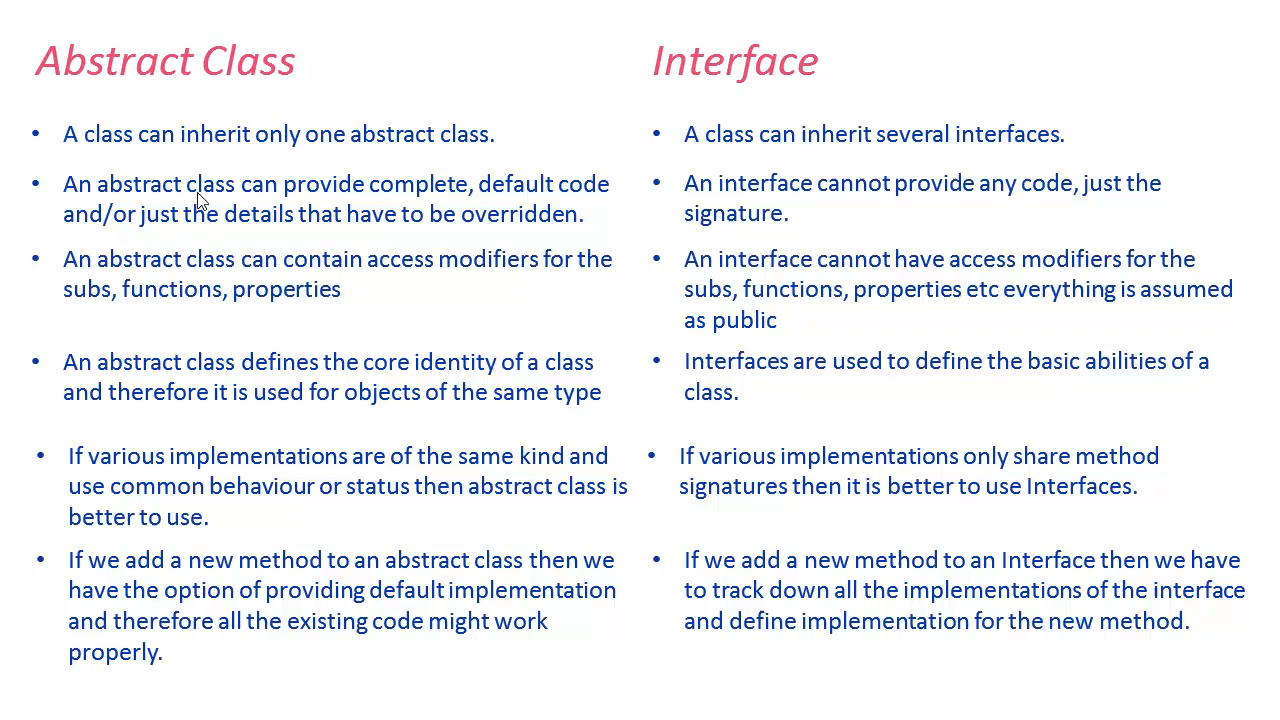 Abstract Class
• A class can inherit only one abstract class.
• An abstract class can provide complete, default code
and/or just the details that have to be overridden.
• An abstract class can contain access modifiers for the
subs, functions, properties
• An abstract class defines the core identity of a class
and therefore it is used for objects of the same type
• If various implementations are of the same kind and
use common behaviour or status then abstract class is
better to use.
• If we add a new method to an abstract class then we
have the option of providing default implementation
and therefore all the existing code might work
properly.
Interface
• A class can inherit several interfaces.
• An interface cannot provide any code, just the
signature.
• An interface cannot have access modifiers for the
subs, functions, properties etc everything is assumed
as public
• Interfaces are used to define the basic abilities of a
class.
• If various implementations only share method
signatures then it is better to use Interfaces.
• If we add a new method to an Interface then we have
to track down all the implementations of the interface
and define implementation for the new method.